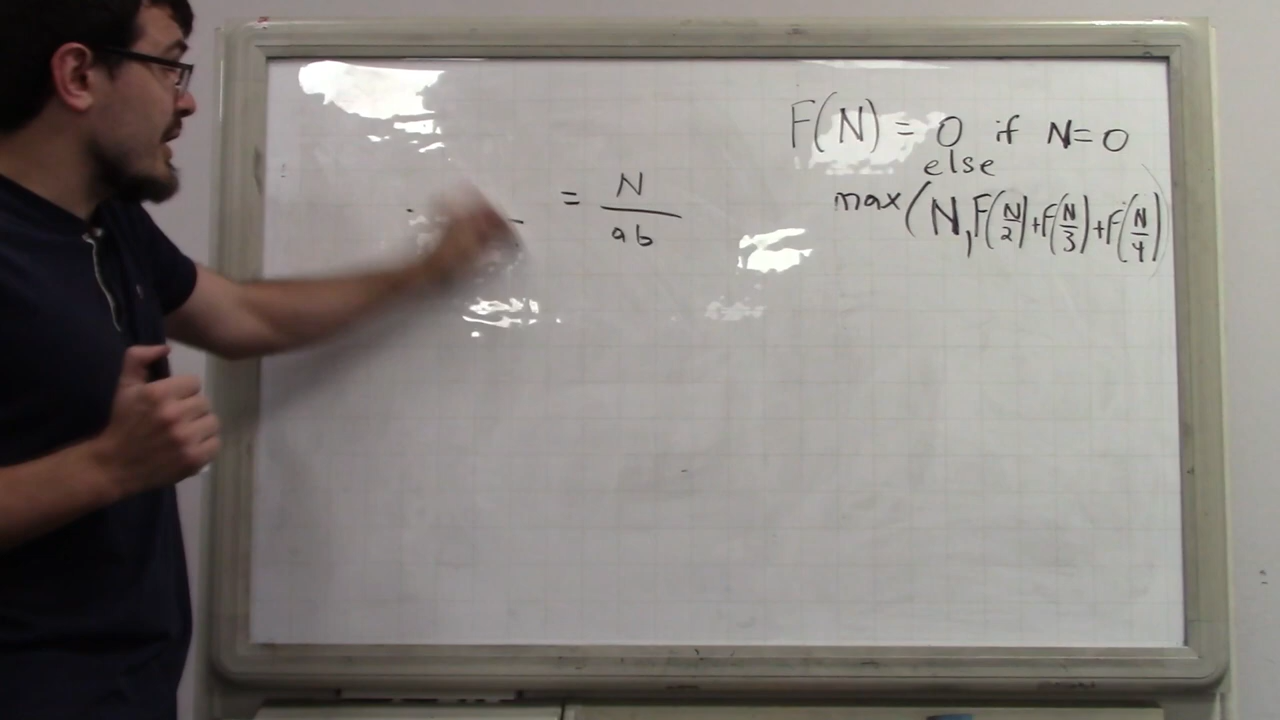 F(N) = 0 if N=0
else
max(N, F(N/2)+F(N/3)+F(N/4))
= N/ab